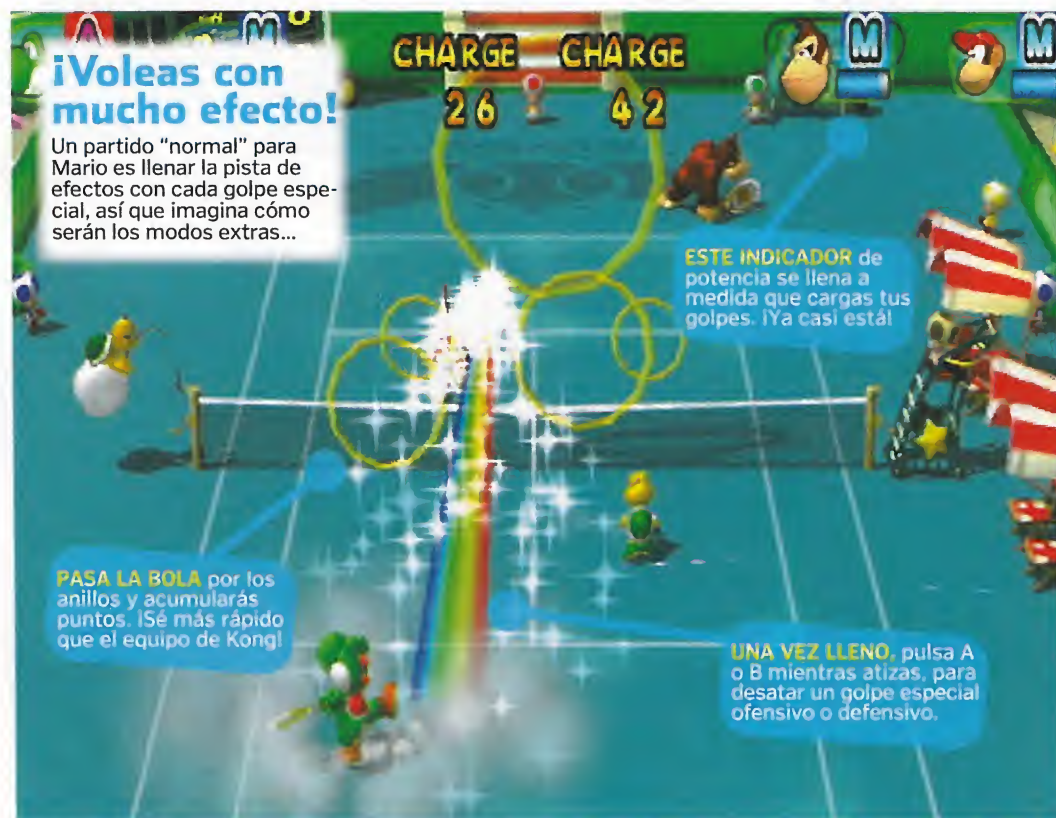 A M M M
CHARGE CHARGE
26 42
¡Voleas con
mucho efecto!
Un partido "normal" para
Mario es llenar la pista de
efectos con cada golpe espe-
cial, así que imagina cómo
serán los modos extras...
ESTE INDICADOR de
potencia se llena a
medida que cargas tus
golpes. ¡Ya casi está!
PASA LA BOLA por los
anillos y acumularás
puntos. ¡Sé más rápido
que el equipo de Kong!
UNA VEZ LLENO, pulsa A
o B mientras atizas, para
desatar un golpe especial
ofensivo o defensivo.